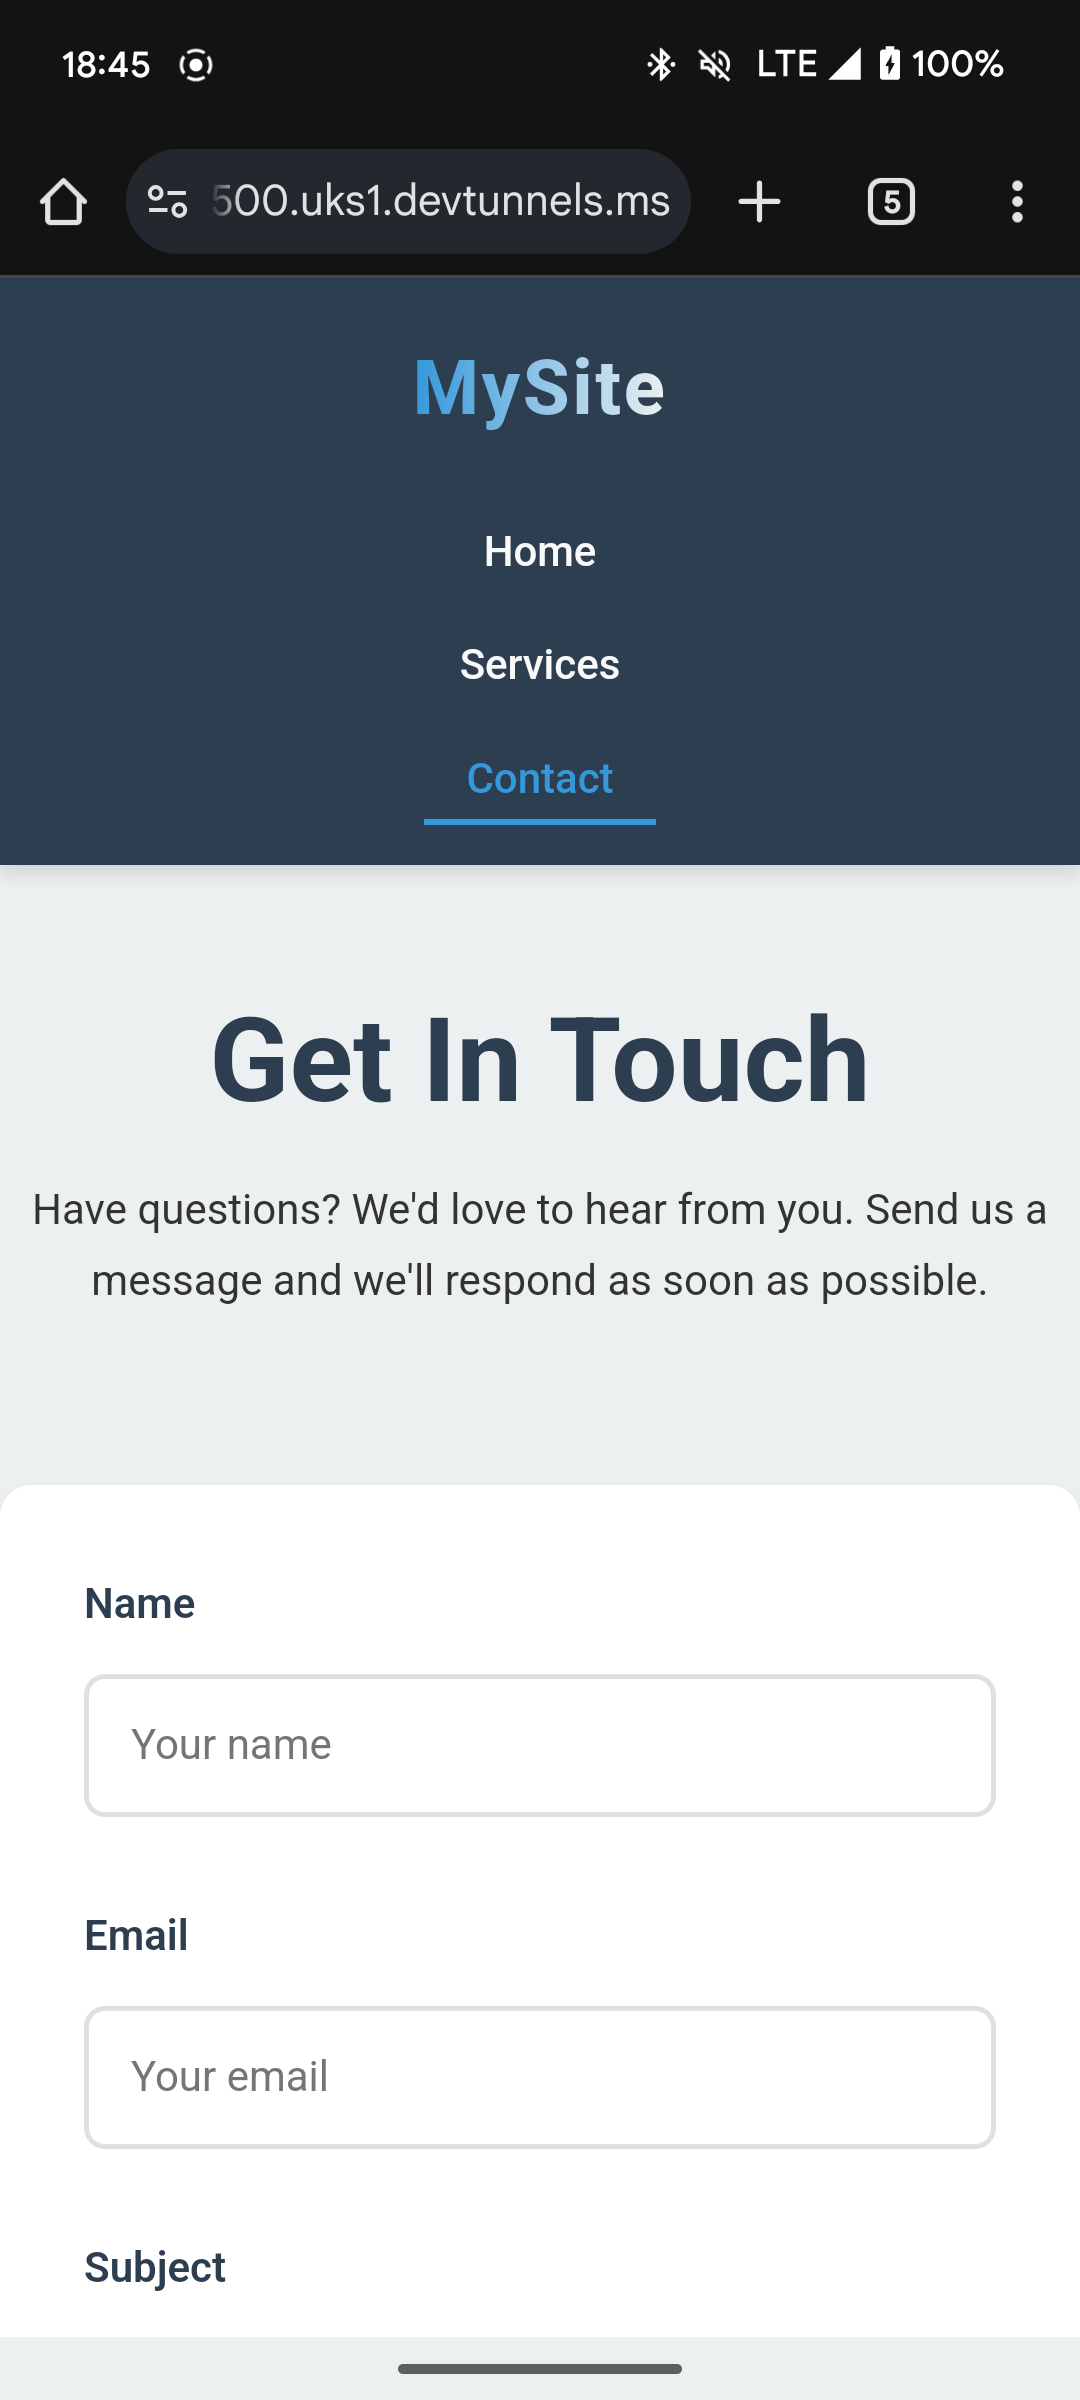 18:45 LTE 100%
500.uks1.devtunnels.ms 5
MySite
Home
Services
Contact
Get In Touch
Have questions? We'd love to hear from you. Send us a
message and we'll respond as soon as possible.
Name
Your name
Email
Your email
Subject